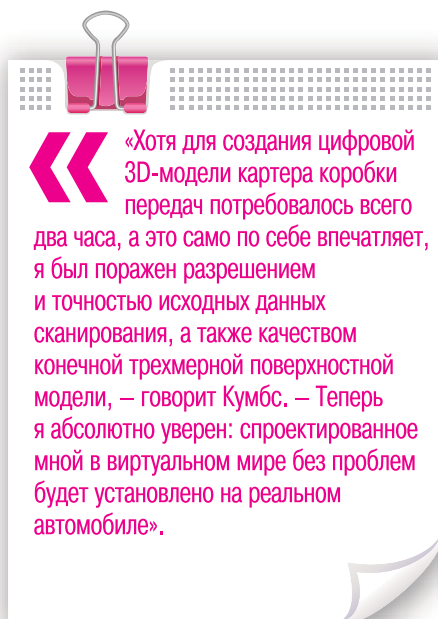 «Хотя для создания цифровой
3D-модели картера коробки
передач потребовалось всего
два часа, а это само по себе впечатляет,
я был поражен разрешением
и точностью исходных данных
сканирования, а также качеством
конечной трехмерной поверхностной
модели, – говорит Кумбс. – Теперь
я абсолютно уверен: спроектированное
мной в виртуальном мире без проблем
будет установлено на реальном
автомобиле».